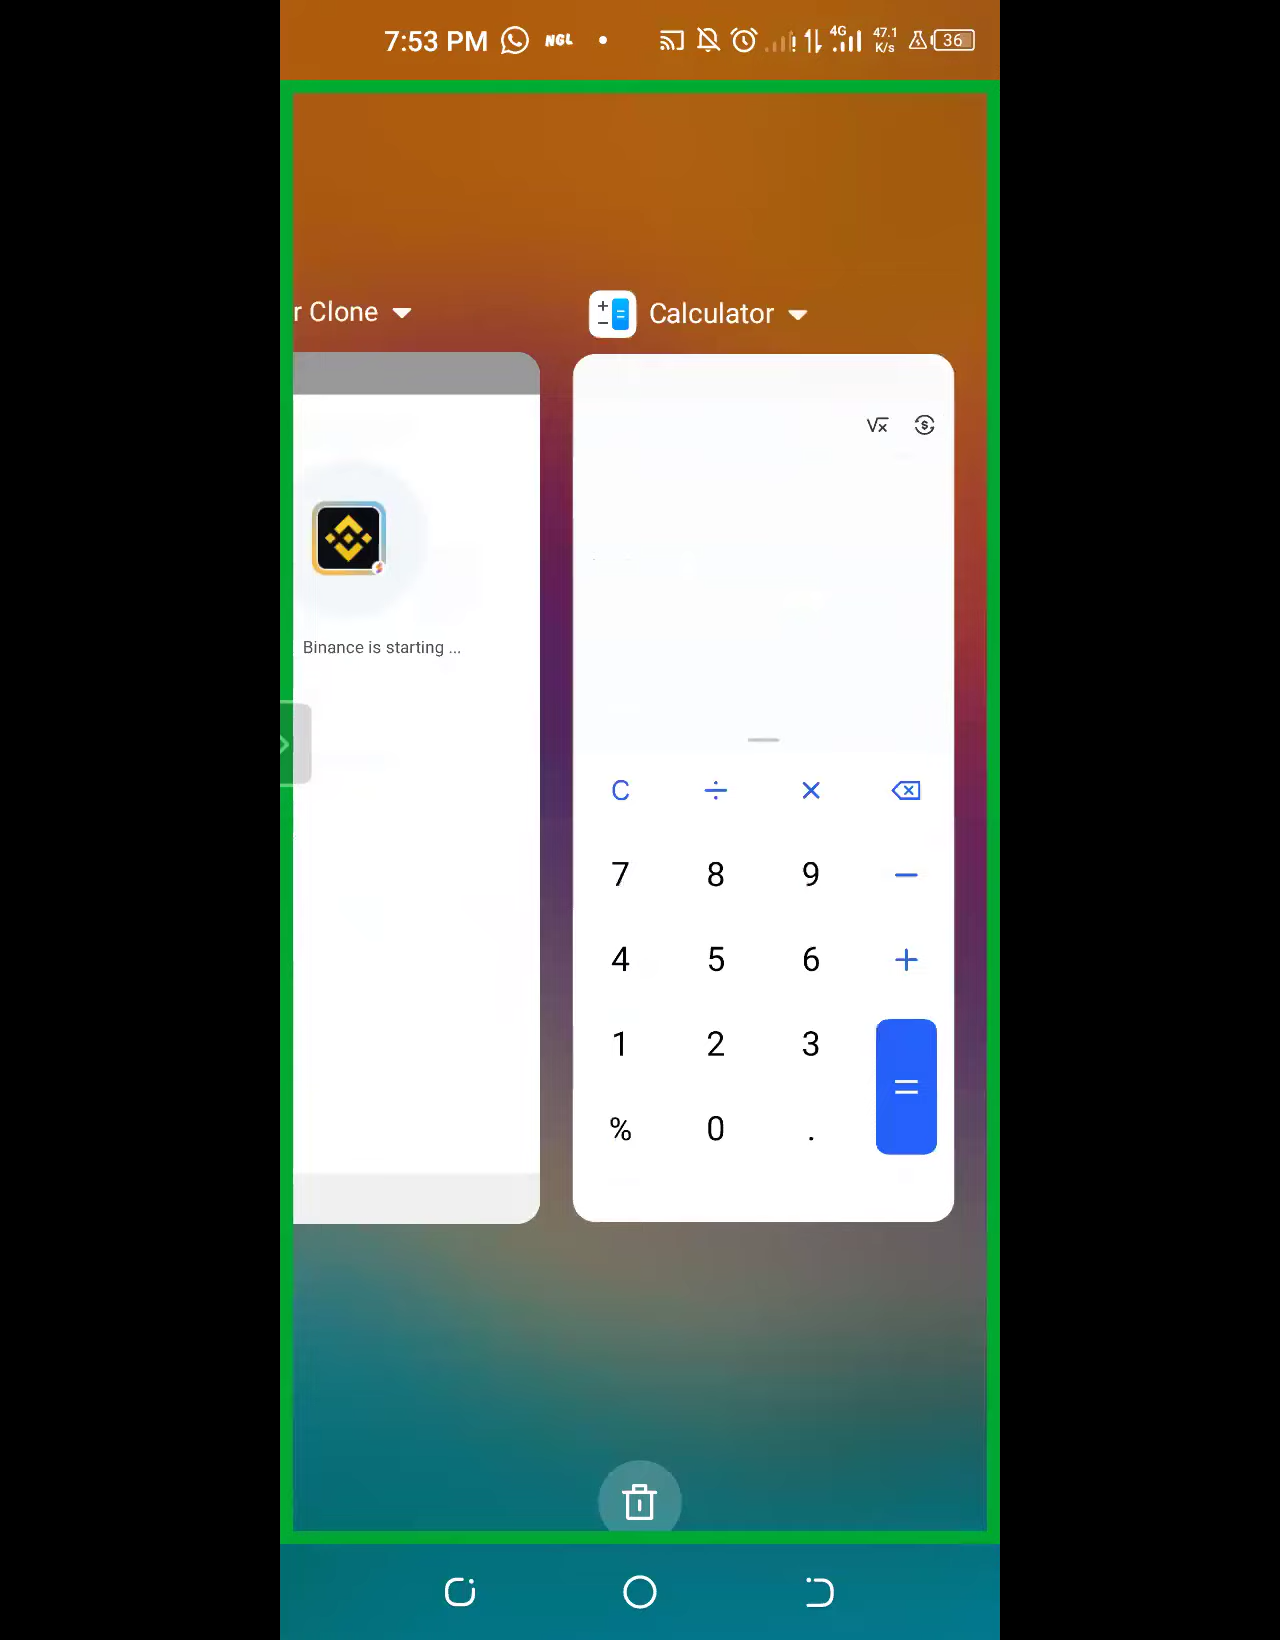 7:53 PM NGL 4G 47.1 K/s 36
r Clone
Calculator
√x $
Binance is starting ...
C ÷ × 
7 8 9 −
4 5 6 +
1 2 3 =
% 0 .